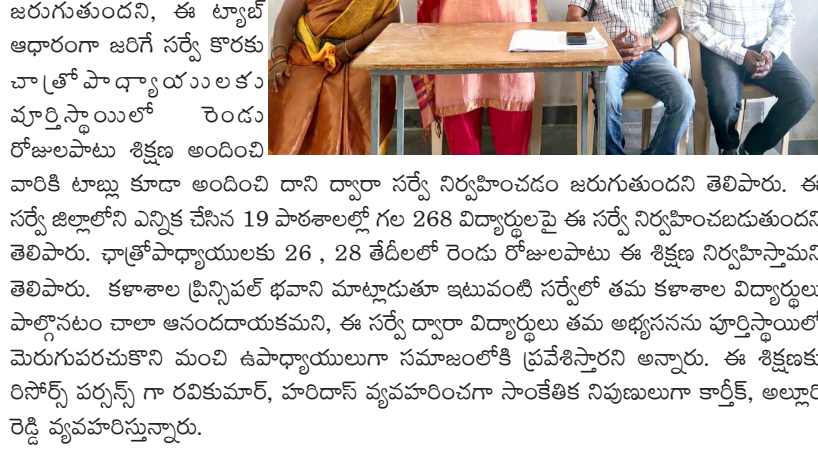 జరుగుతుందని, ఈ ట్యాబ్
ఆధారంగా జరిగే సర్వే కొరకు
ఛాత్రోపాధ్యాయులకు
పూర్తిస్థాయిలో రెండు
రోజులపాటు శిక్షణ అందించి
వారికి టాబ్లు కూడా అందించి దాని ద్వారా సర్వే నిర్వహించడం జరుగుతుందని తెలిపారు. ఈ
సర్వే జిల్లాలోని ఎన్నిక చేసిన 19 పాఠశాలల్లో గల 268 విద్యార్థులపై ఈ సర్వే నిర్వహించబడుతుందని
తెలిపారు. ఛాత్రోపాధ్యాయులకు 26 , 28 తేదీలలో రెండు రోజులపాటు ఈ శిక్షణ నిర్వహిస్తామని
తెలిపారు. కళాశాల ప్రిన్సిపల్ భవాని మాట్లాడుతూ ఇటువంటి సర్వేలో తమ కళాశాల విద్యార్థులు
పాల్గొనటం చాలా ఆనందదాయకమని, ఈ సర్వే ద్వారా విద్యార్థులు తమ అభ్యసనను పూర్తిస్థాయిలో
మెరుగుపరచుకొని మంచి ఉపాధ్యాయులుగా సమాజంలోకి ప్రవేశిస్తారని అన్నారు. ఈ శిక్షణకు
రిసోర్స్ పర్సన్స్ గా రవికుమార్, హరిదాస్ వ్యవహరించగా సాంకేతిక నిపుణులుగా కార్తీక్, అల్లూరి
రెడ్డి వ్యవహరిస్తున్నారు.